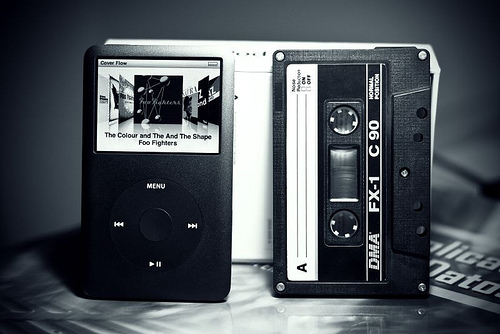 Cover Flow
foo fighters
The Colour and The And The Shape
Foo Fighters
MENU
Noise
Reduction
ON
OFF
NORMAL
POSITION
DMA FX-1 C 90
A